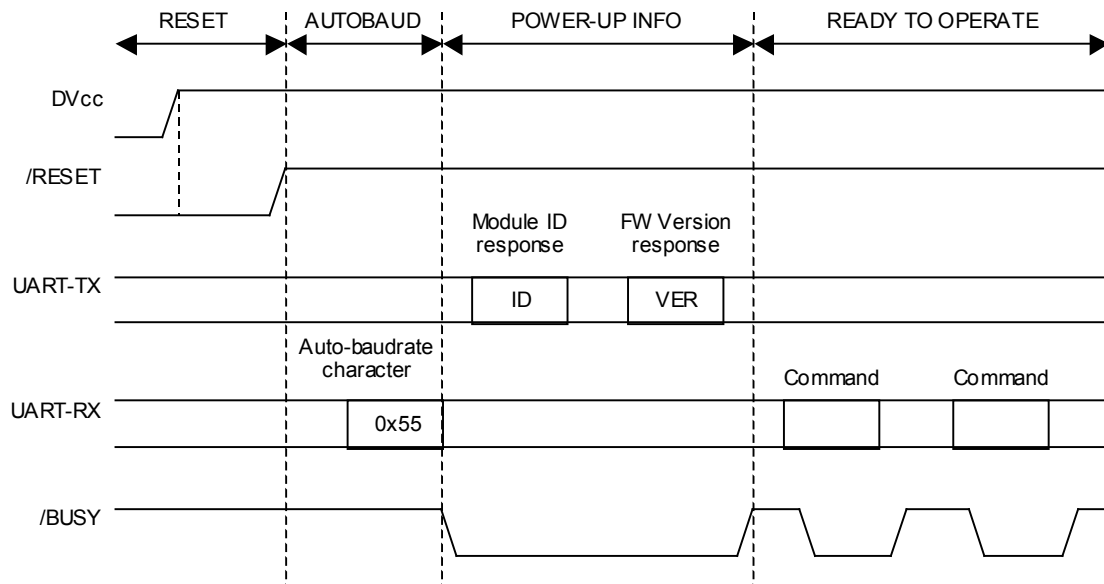 RESET AUTOBAUD POWER-UP INFO READY TO OPERATE
DVcc
/RESET
Module ID
response
FW Version
response
UART-TX
ID
VER
Auto-baudrate
character
Command
Command
UART-RX
0x55
/BUSY